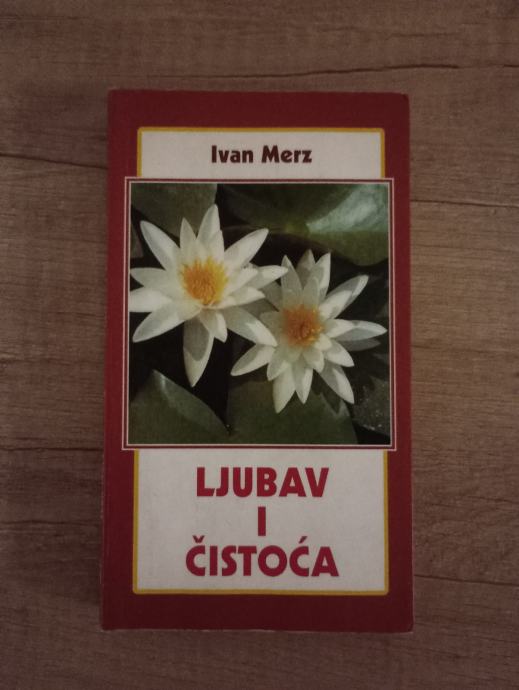 Ivan Merz
LJUBAV
I
ČISTOĆA